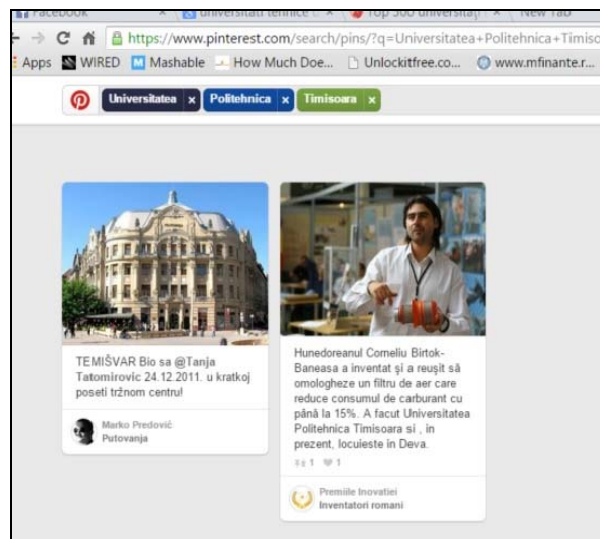 Facebook × universitati tehnice × Top 500 universita × New Tab
https://www.pinterest.com/search/pins/?q=Universitatea+Politehnica+Timiso
Apps WIRED Mashable How Much Doe... Unlockitfree.co... www.mfinante.r...
Universitatea × Politehnica × Timisoara ×
TEMIŠVAR Bio sa @Tanja
Tatomirovic 24.12.2011. u kratkoj
poseti tržnom centru!
Marko Predović
Putovanja
Hunedoreanul Corneliu Birtok-
Baneasa a inventat şi a reuşit să
omologheze un filtru de aer care
reduce consumul de carburant cu
până la 15%. A facut Universitatea
Politehnica Timisoara si , in
prezent, locuieste in Deva.
1 1
Premiile Inovatiei
Inventatori romani